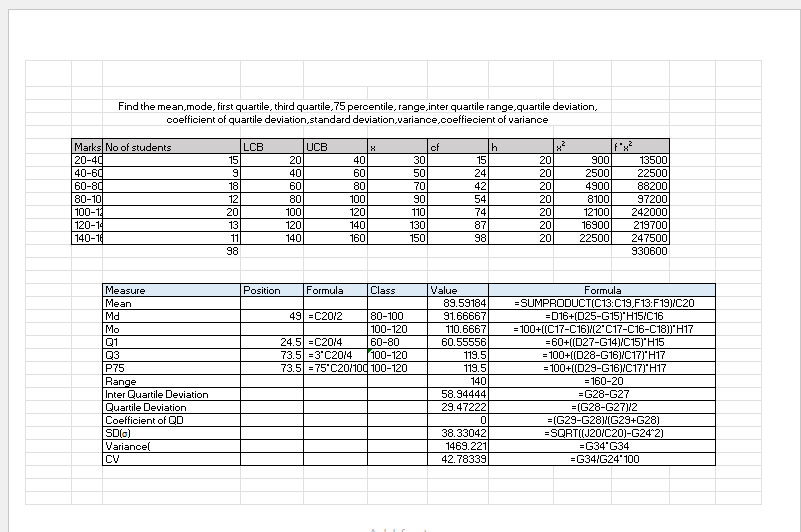 Find the mean,mode, first quartile, third quartile,75 percentile, range,inter quartile range,quartile deviation,
coefficient of quartile deviation,standard deviation,variance,coeffiecient of variance
Marks No of students LCB UCB x cf h x² f*x²
20-40 15 20 40 30 15 20 900 13500
40-60 9 40 60 50 24 20 2500 22500
60-80 18 60 80 70 42 20 4900 88200
80-10 12 80 100 90 54 20 8100 97200
100-12 20 100 120 110 74 20 12100 242000
120-14 13 120 140 130 87 20 16900 219700
140-16 11 140 160 150 98 20 22500 247500
98 930600
Measure Position Formula Class Value Formula
Mean 89.59184 =SUMPRODUCT(C13:C19,F13:F19)/C20
Md 49 =C20/2 80-100 91.66667 =D16+(D25-G15)*H15/C16
Mo 100-120 110.6667 =100+((C17-C16)/(2*C17-C16-C18))*H17
Q1 24.5 =C20/4 60-80 60.55556 =60+((D27-G14)/C15)*H15
Q3 73.5 =3*C20/4 100-120 119.5 =100+((D28-G16)/C17)*H17
P75 73.5 =75*C20/100 100-120 119.5 =100+((D29-G16)/C17)*H17
Range 140 =160-20
Inter Quartile Deviation 58.94444 =G28-G27
Quartile Deviation 29.47222 =(G28-G27)/2
Coefficient of QD 0 =(G29-G28)/(G29+G28)
SD(σ) 38.33042 =SQRT((J20/C20)-G24^2)
Variance( 1469.221 =G34*G34
CV 42.78339 =G34/G24*100